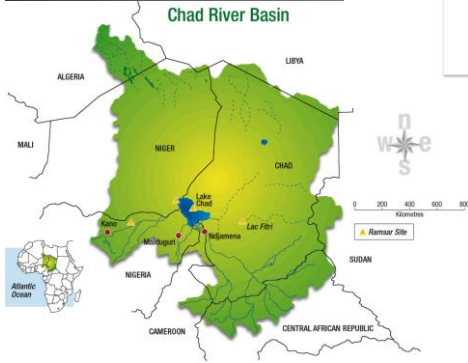 Chad River Basin
ALGERIA
LIBYA
MALI
NIGER
CHAD
n
w e
s
0 200 400 600 800
Kilometres
Lake
Chad
Kano
Lac Fitri
Maiduguri
Ndjamena
Ramsar Site
NIGERIA
SUDAN
Atlantic
Ocean
CAMEROON
CENTRAL AFRICAN REPUBLIC